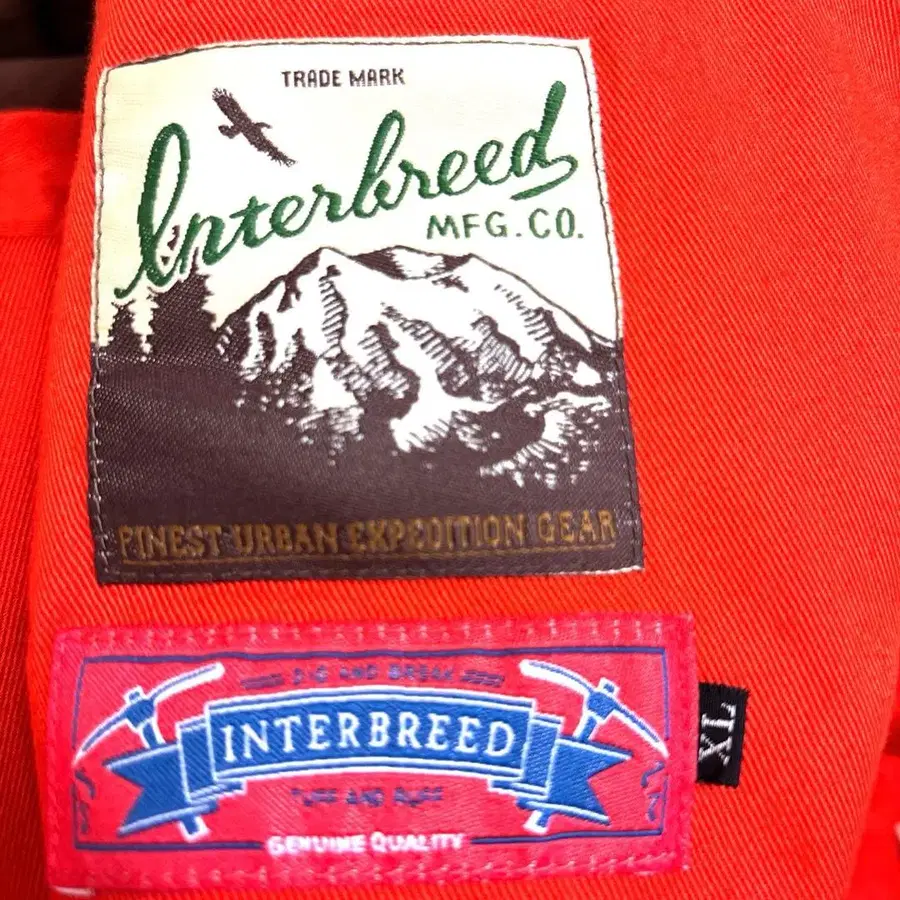 TRADE MARK
Interbreed
MFG. CO.
FINEST URBAN EXPEDITION GEAR
DIG AND BREAK
INTERBREED
TUFF AND RUFF
GENUINE QUALITY
XL